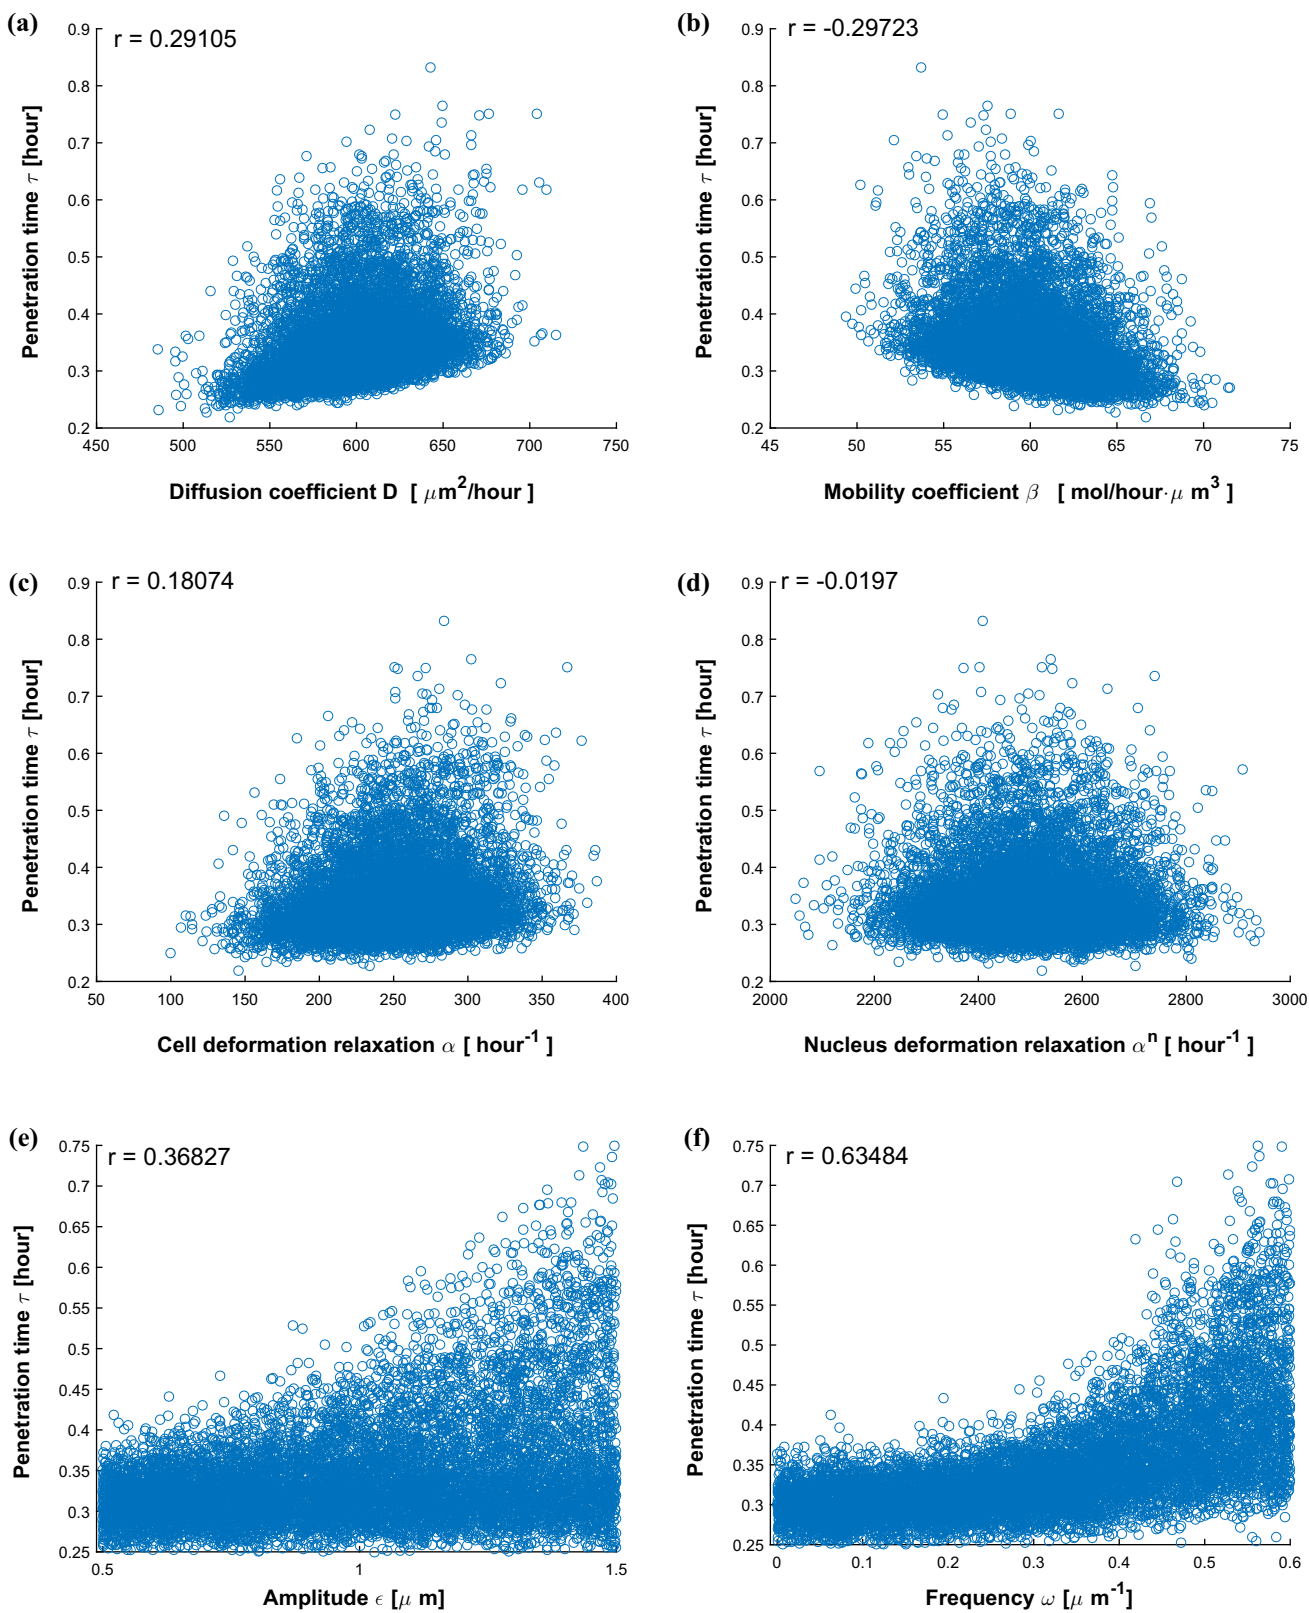 (a)
r = 0.29105
0.9
0.8
0.7
0.6
0.5
0.4
0.3
0.2
Penetration time τ [hour]
450 500 550 600 650 700 750
Diffusion coefficient D [ μm²/hour ]
(b)
r = -0.29723
0.9
0.8
0.7
0.6
0.5
0.4
0.3
0.2
Penetration time τ [hour]
45 50 55 60 65 70 75
Mobility coefficient β [ mol/hour·μ m³ ]
(c)
r = 0.18074
0.9
0.8
0.7
0.6
0.5
0.4
0.3
0.2
Penetration time τ [hour]
50 100 150 200 250 300 350 400
Cell deformation relaxation α [ hour⁻¹ ]
(d)
r = -0.0197
0.9
0.8
0.7
0.6
0.5
0.4
0.3
0.2
Penetration time τ [hour]
2000 2200 2400 2600 2800 3000
Nucleus deformation relaxation αⁿ [ hour⁻¹ ]
(e)
r = 0.36827
0.75
0.7
0.65
0.6
0.55
0.5
0.45
0.4
0.35
0.3
0.25
Penetration time τ [hour]
0.5 1 1.5
Amplitude ϵ [μ m]
(f)
r = 0.63484
0.75
0.7
0.65
0.6
0.55
0.5
0.45
0.4
0.35
0.3
0.25
Penetration time τ [hour]
0 0.1 0.2 0.3 0.4 0.5 0.6
Frequency ω [μ m⁻¹]